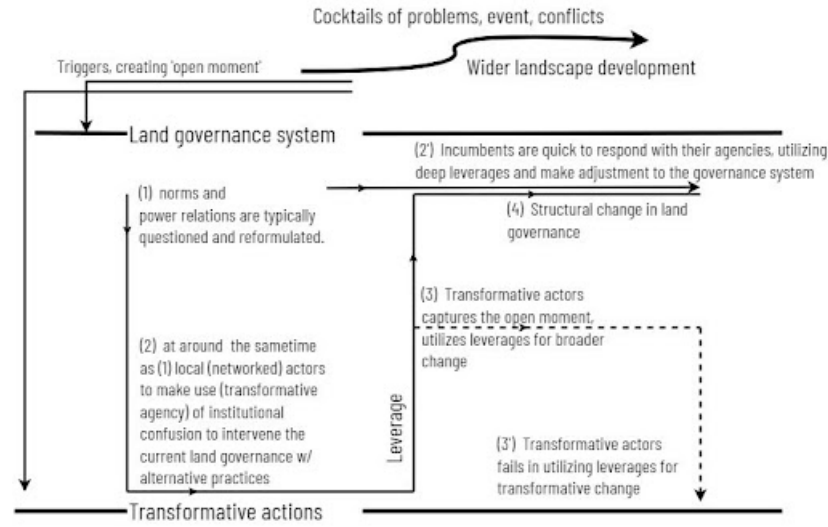 Cocktails of problems, event, conflicts
Triggers, creating 'open moment'
Wider landscape development
Land governance system
(2') Incumbents are quick to respond with their agencies, utilizing
deep leverages and make adjustment to the governance system
(1) norms and
power relations are typically
questioned and reformulated.
(4) Structural change in land
governance
(3) Transformative actors
captures the open moment,
utilizes leverages for broader
change
(2) at around the sametime
as (1) local (networked) actors
to make use (transformative
agency) of institutional
confusion to intervene the
current land governance w/
alternative practices
Leverage
(3') Transformative actors
fails in utilizing leverages for
transformative change
Transformative actions